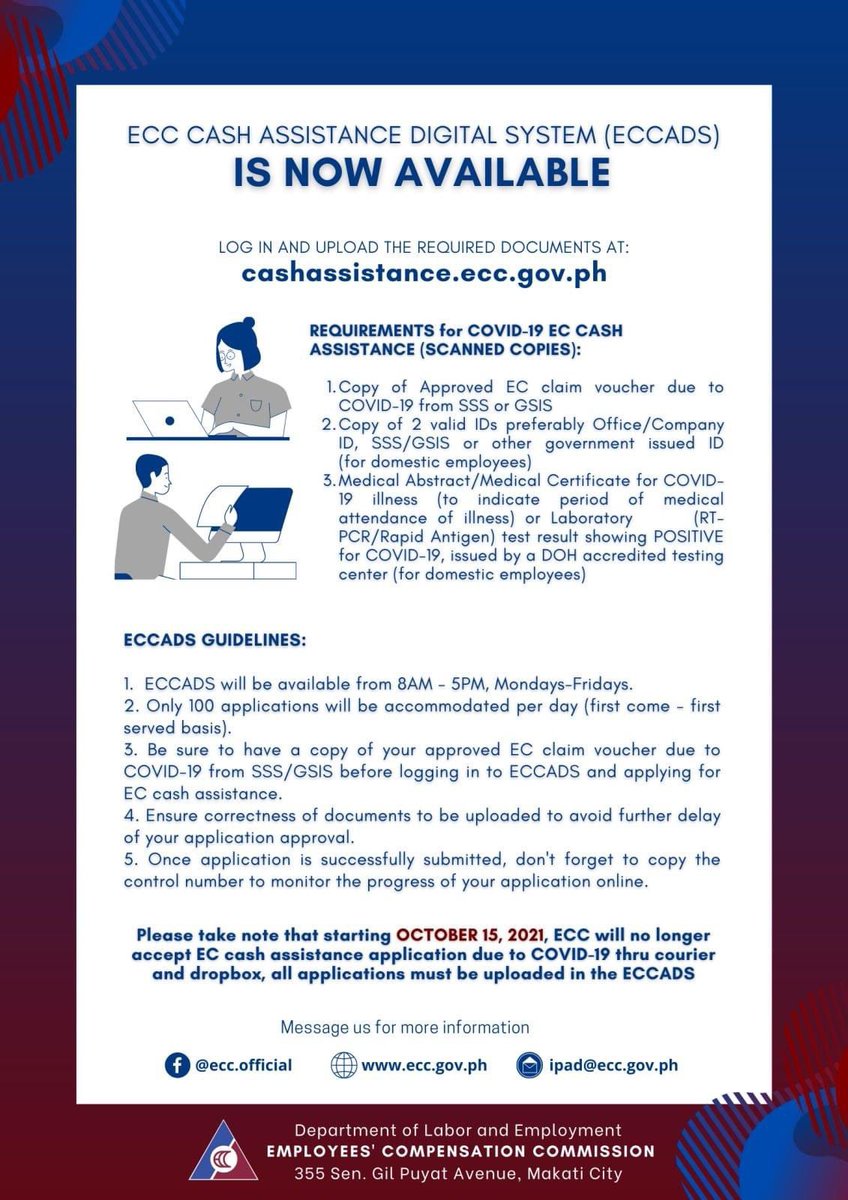 ECC CASH ASSISTANCE DIGITAL SYSTEM (ECCADS)
IS NOW AVAILABLE
LOG IN AND UPLOAD THE REQUIRED DOCUMENTS AT:
cashassistance.ecc.gov.ph
REQUIREMENTS for COVID-19 EC CASH
ASSISTANCE (SCANNED COPIES):
1. Copy of Approved EC claim voucher due to
COVID-19 from SSS or GSIS
2. Copy of 2 valid IDs preferably Office/Company
ID, SSS/GSIS or other government issued ID
(for domestic employees)
3. Medical Abstract/Medical Certificate for COVID-
19 illness (to indicate period of medical
attendance of illness) or Laboratory (RT-
PCR/Rapid Antigen) test result showing POSITIVE
for COVID-19, issued by a DOH accredited testing
center (for domestic employees)
ECCADS GUIDELINES:
1. ECCADS will be available from 8AM - 5PM, Mondays-Fridays.
2. Only 100 applications will be accommodated per day (first come - first
served basis).
3. Be sure to have a copy of your approved EC claim voucher due to
COVID-19 from SSS/GSIS before logging in to ECCADS and applying for
EC cash assistance.
4. Ensure correctness of documents to be uploaded to avoid further delay
of your application approval.
5. Once application is successfully submitted, don't forget to copy the
control number to monitor the progress of your application online.
Please take note that starting OCTOBER 15, 2021, ECC will no longer
accept EC cash assistance application due to COVID-19 thru courier
and dropbox, all applications must be uploaded in the ECCADS
Message us for more information
@ecc.official www.ecc.gov.ph ipad@ecc.gov.ph
ECC
Department of Labor and Employment
EMPLOYEES' COMPENSATION COMMISSION
355 Sen. Gil Puyat Avenue, Makati City